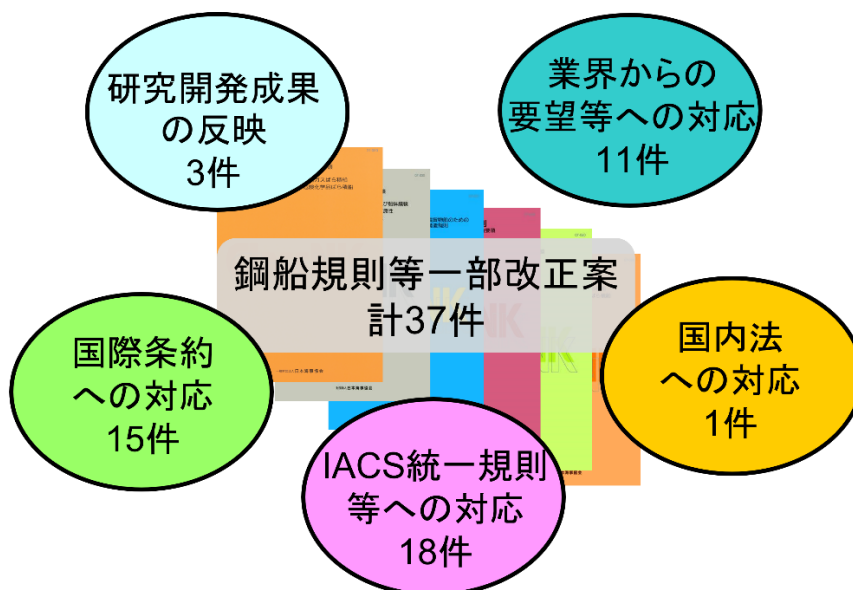 研究開発成果
の反映
3件
業界からの
要望等への対応
11件
鋼船規則等一部改正案
計37件
国際条約
への対応
15件
国内法
への対応
1件
IACS統一規則
等への対応
18件